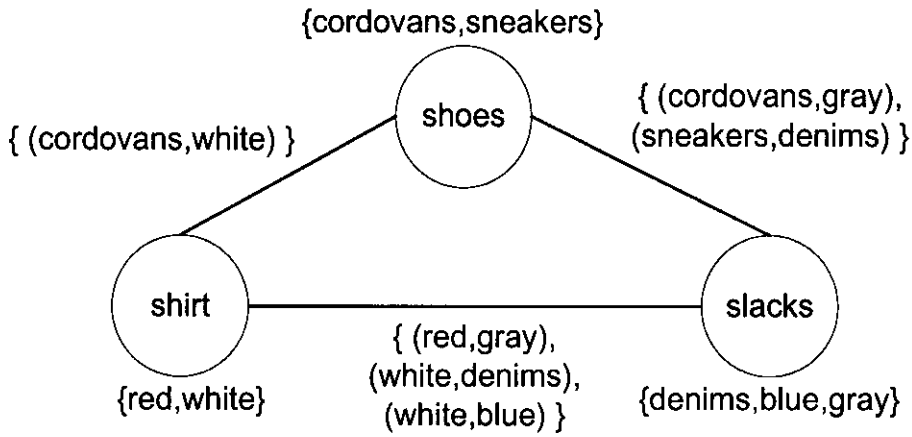 {cordovans,sneakers}
shoes
{ (cordovans,white) }
{ (cordovans,gray),
(sneakers,denims) }
shirt
slacks
{ (red,gray),
(white,denims),
(white,blue) }
{red,white}
{denims,blue,gray}